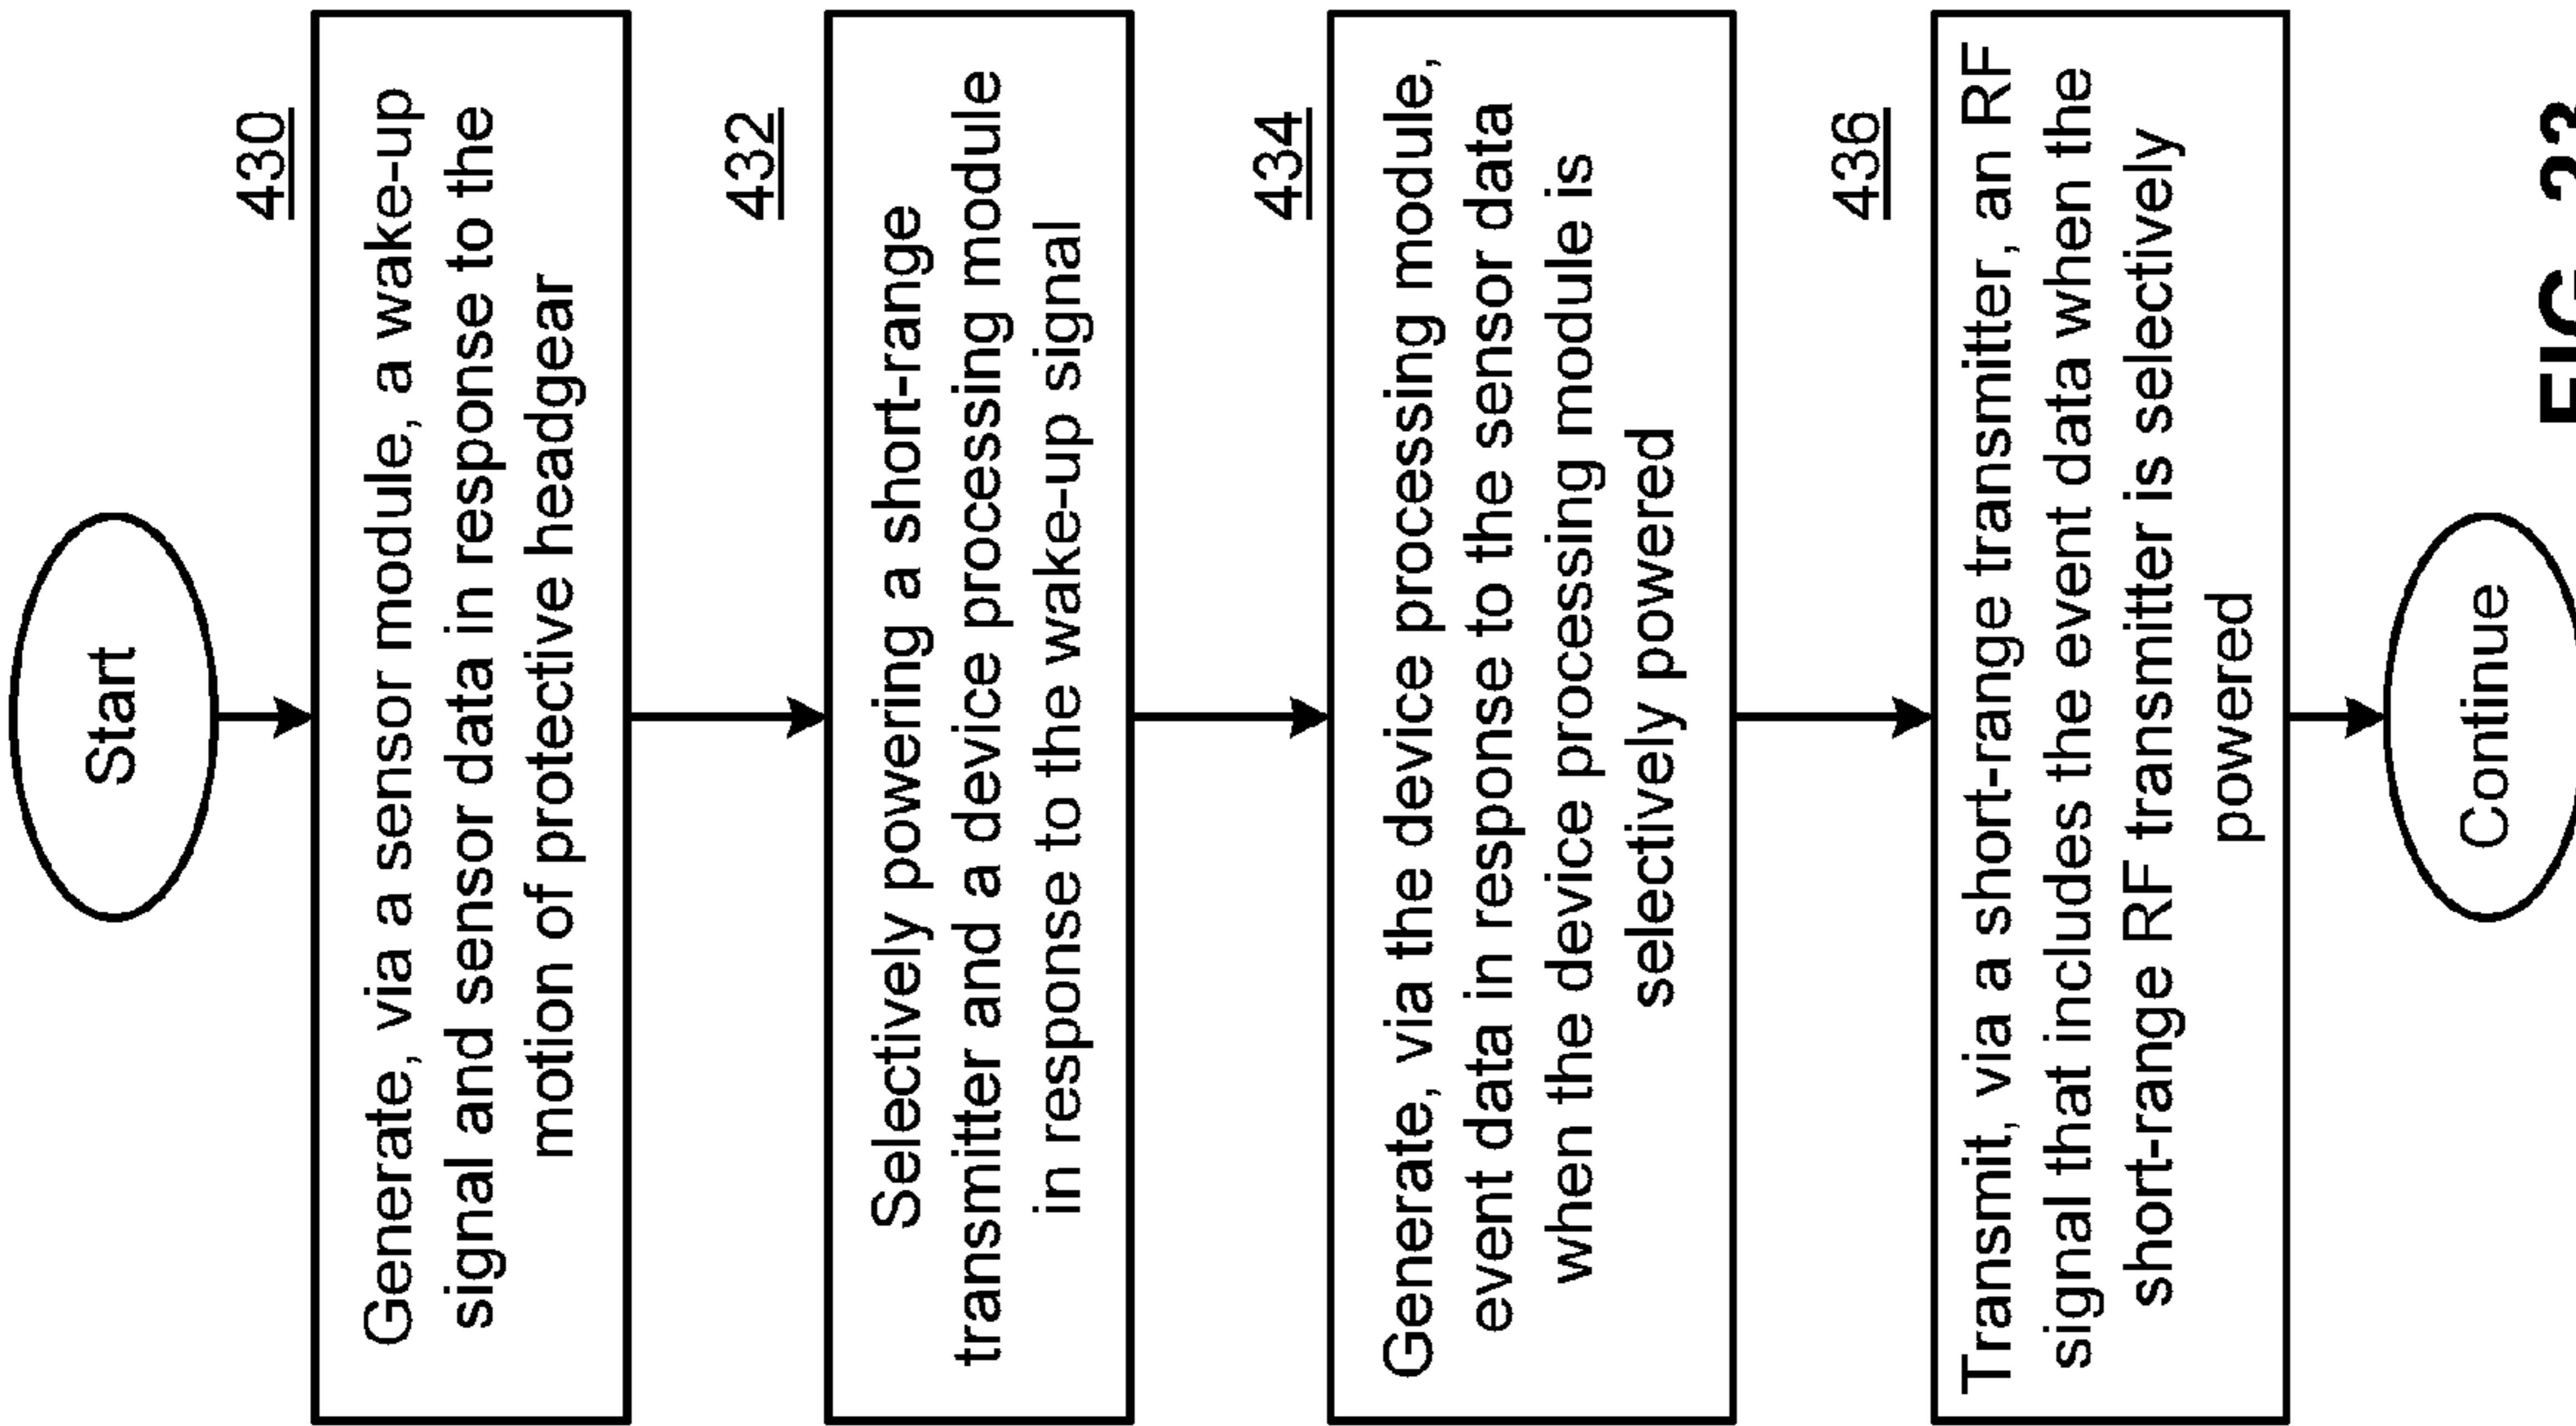 Start
430
Generate, via a sensor module, a wake-up
signal and sensor data in response to the
motion of protective headgear
432
Selectively powering a short-range
transmitter and a device processing module
in response to the wake-up signal
434
Generate, via the device processing module,
event data in response to the sensor data
when the device process module is
selectively powered
436
Transmit, via a short-range transmitter, an RF
signal that includes the event data when the
short-range RF transmitter is selectively
powered
Continue
FIG. 23